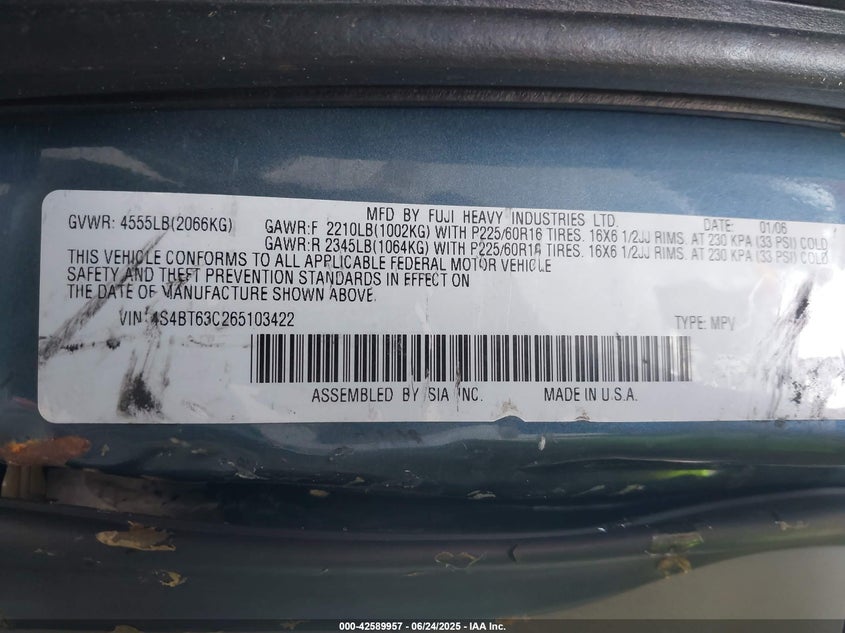 MFD BY FUJI HEAVY INDUSTRIES LTD. DATE: 01/06
GVWR: 4555LB(2066KG) GAWR:F 2210LB(1002KG) WITH P225/60R16 TIRES. 16X6 1/2JJ RIMS. AT 230 KPA (33 PSI) COLD
GAWR:R 2345LB(1064KG) WITH P225/60R16 TIRES. 16X6 1/2JJ RIMS. AT 230 KPA (33 PSI) COLD
THIS VEHICLE CONFORMS TO ALL APPLICABLE FEDERAL MOTOR VEHICLE
SAFETY AND THEFT PREVENTION STANDARDS IN EFFECT ON
THE DATE OF MANUFACTURE SHOWN ABOVE.
VIN: 4S4BT63C265103422 TYPE: MPV
ASSEMBLED BY SIA INC. MADE IN U.S.A.
000-42589957 - 06/24/2025 - IAA Inc.